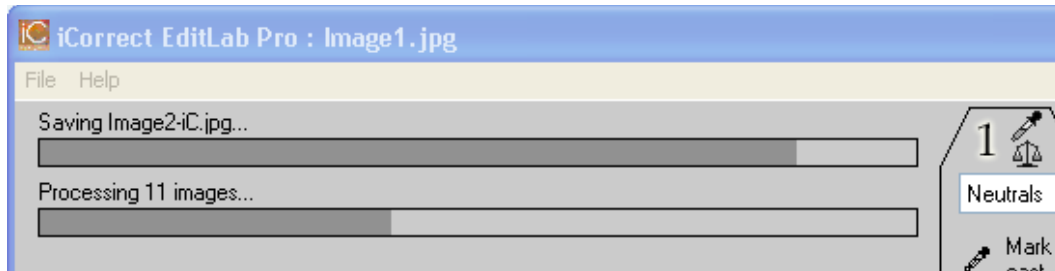 iC iCorrect EditLab Pro : Image1.jpg
File Help
Saving Image2-iC.jpg...
Processing 11 images...
1
Neutrals
Mark